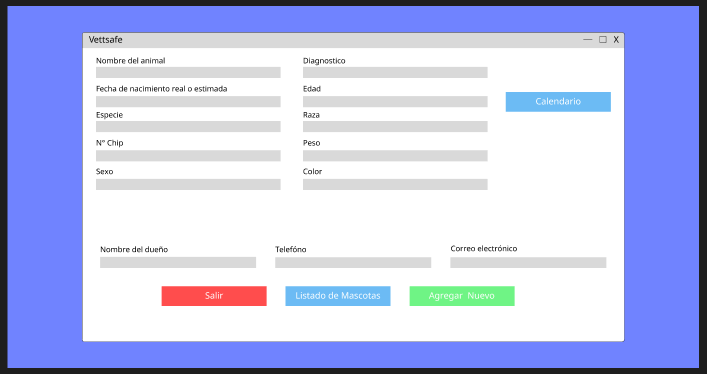 Vettsafe — □ X
Nombre del animal
Diagnostico
Fecha de nacimiento real o estimada
Edad
Calendario
Especie
Raza
N° Chip
Peso
Sexo
Color
Nombre del dueño
Telefóno
Correo electrónico
Salir
Listado de Mascotas
Agregar Nuevo